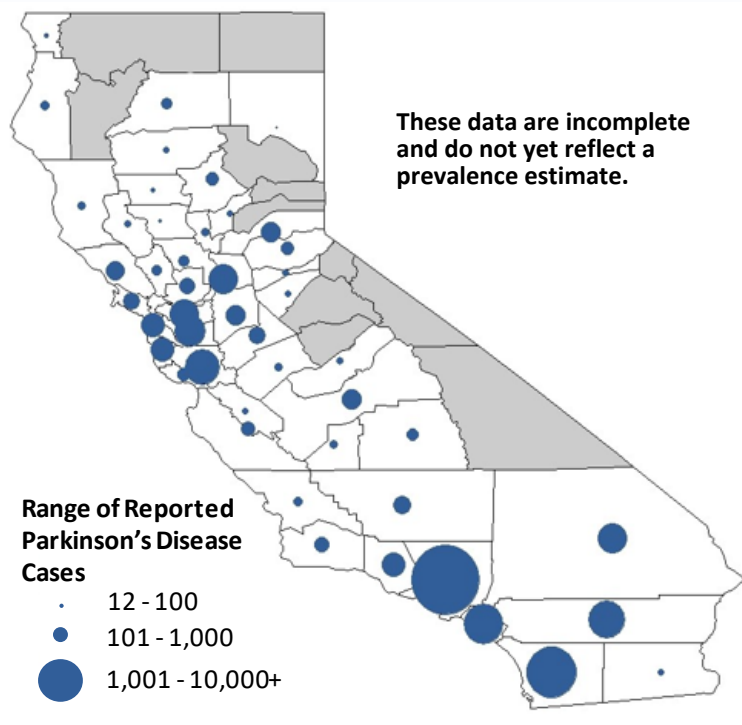 These data are incomplete
and do not yet reflect a
prevalence estimate.
Range of Reported
Parkinson's Disease
Cases
12 - 100
101 - 1,000
1,001 - 10,000+